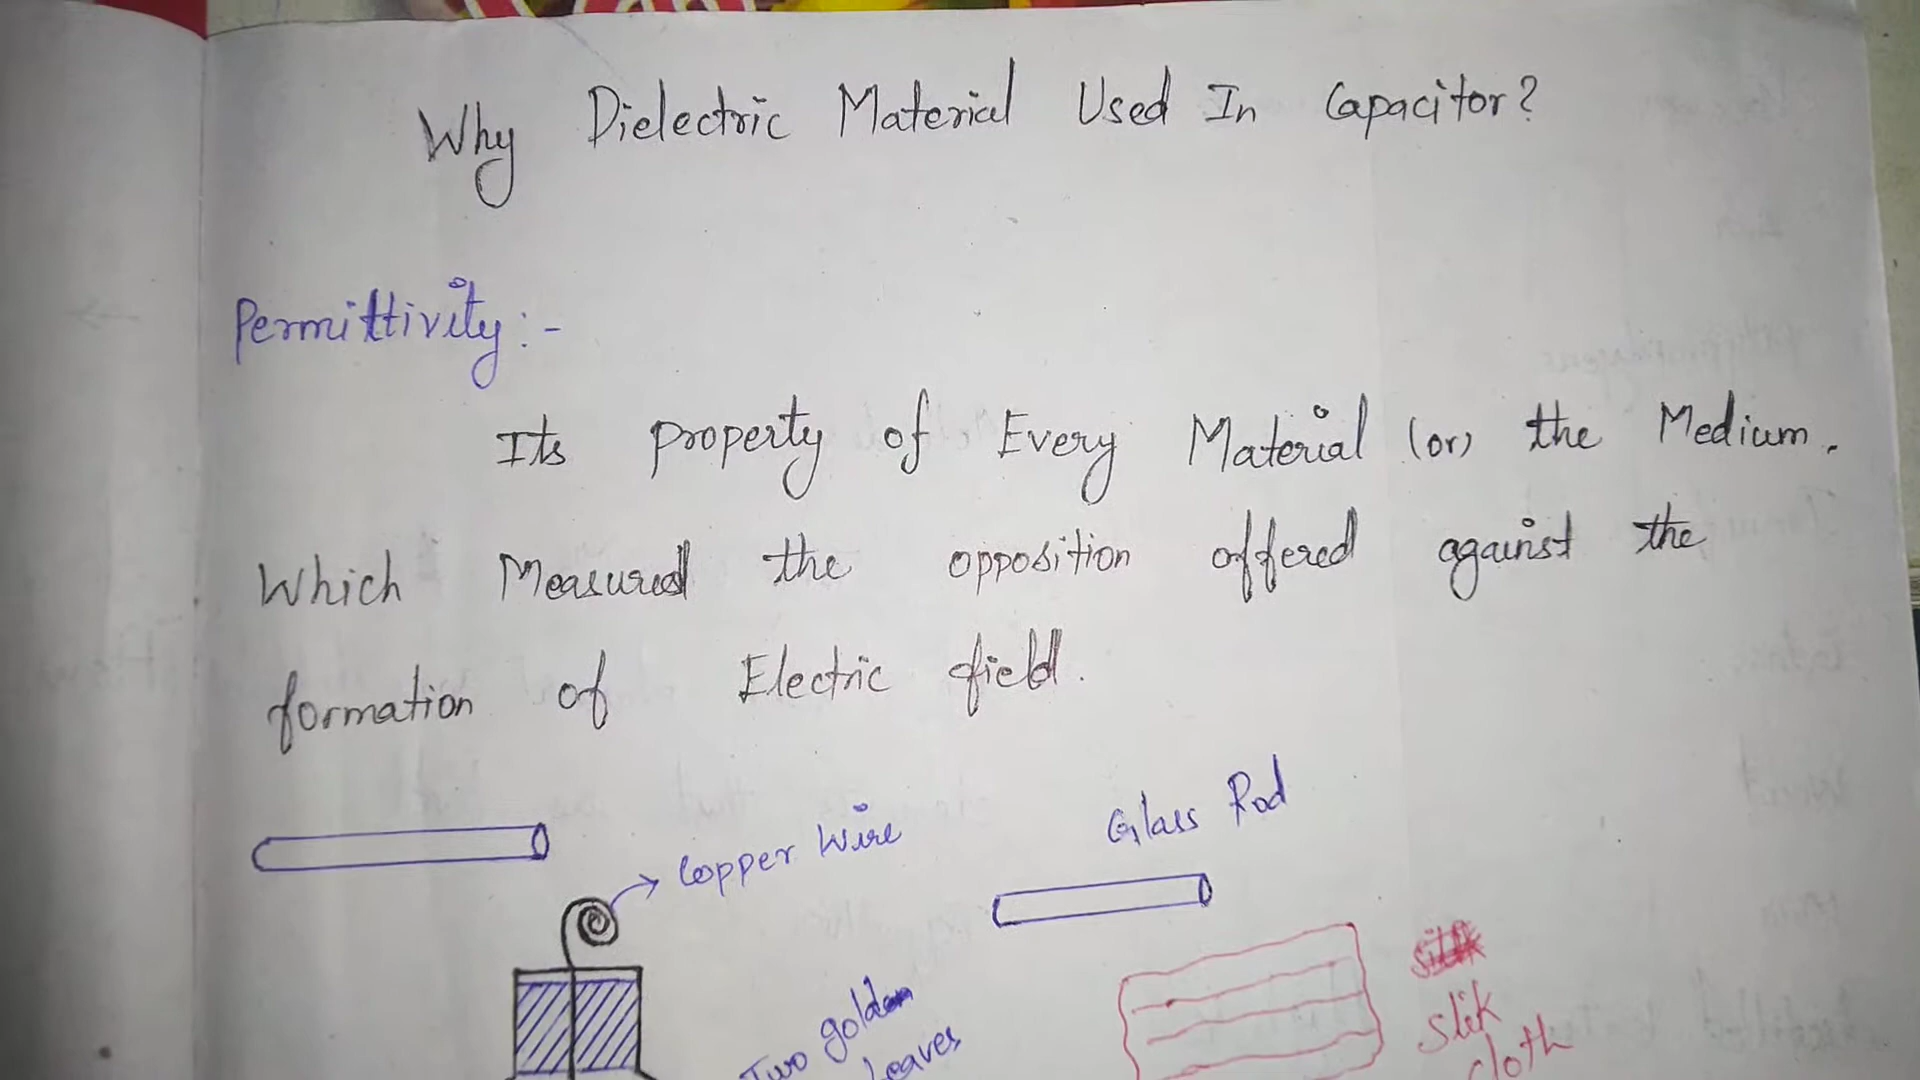 Why Dielectric Material Used In Capacitor?
Permittivity:-
Its property of Every Material (or) the Medium.
Which Measured the opposition offered against the
formation of Electric field.
Copper Wire
Glass Rod
Two golden
leaves
Slik
cloth